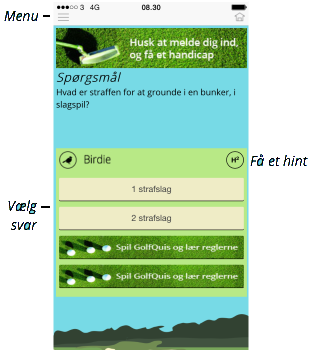 3 4G 08.30
Menu
Husk at melde dig ind,
og få et handicap
Spørgsmål
Hvad er straffen for at grounde i en bunker, i
slagspil?
Birdie
H²
Få et hint
1 strafslag
Vælg
svar
2 strafslag
Spil GolfQuis og lær reglerne
Spil GolfQuis og lær reglerne